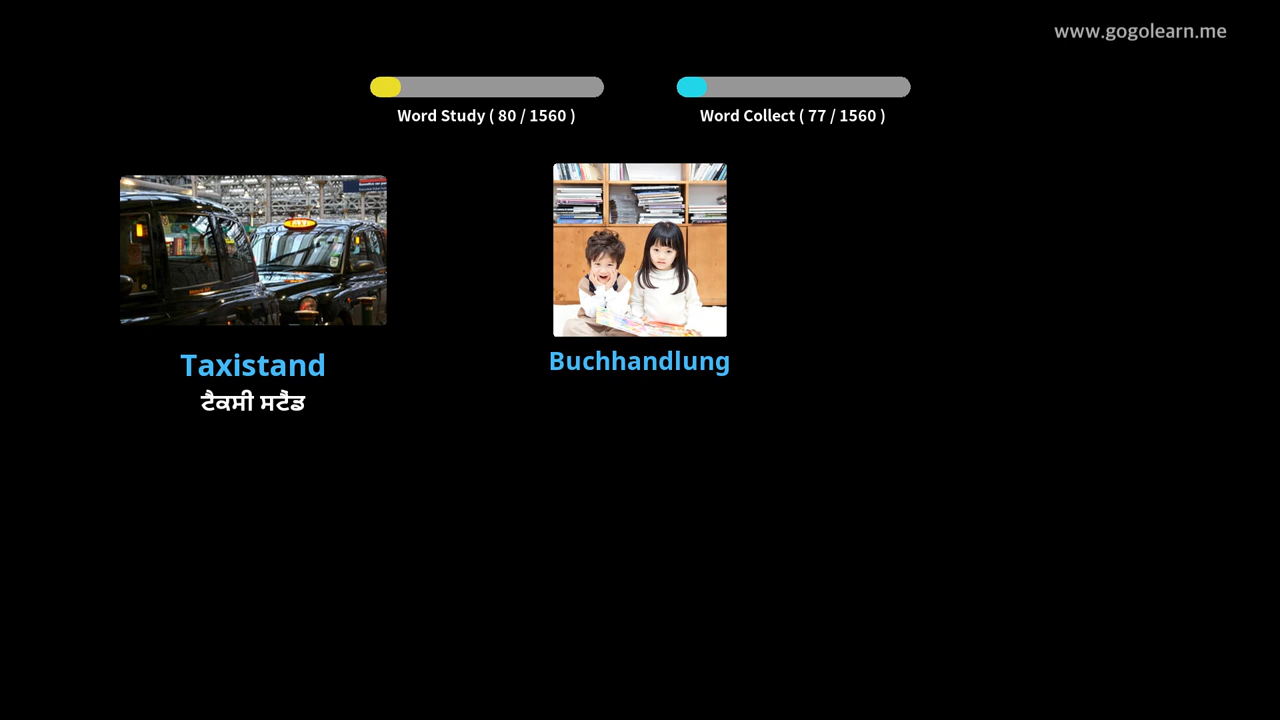 www.gogolearn.me
Word Study ( 80 / 1560 )
Word Collect ( 77 / 1560 )
Taxistand
ਟੈਕਸੀ ਸਟੈਂਡ
Buchhandlung